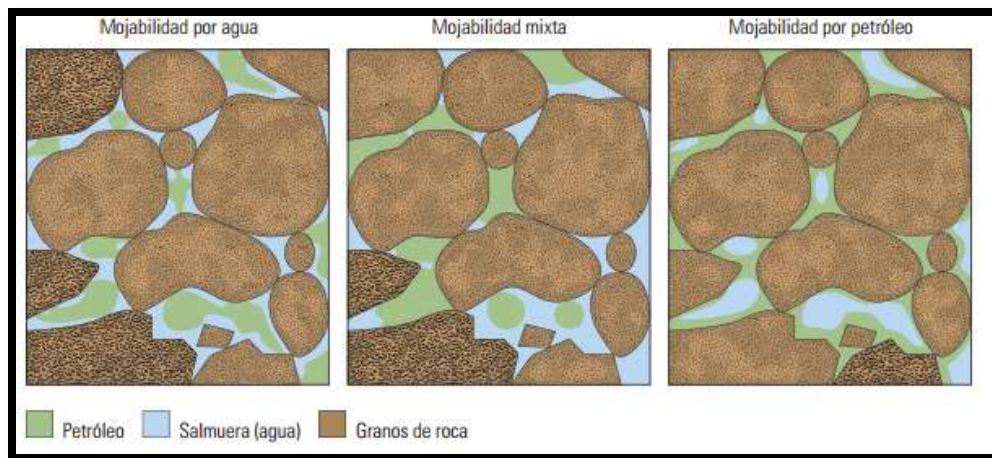 Mojabilidad por agua Mojabilidad mixta Mojabilidad por petróleo
Petróleo Salmuera (agua) Granos de roca